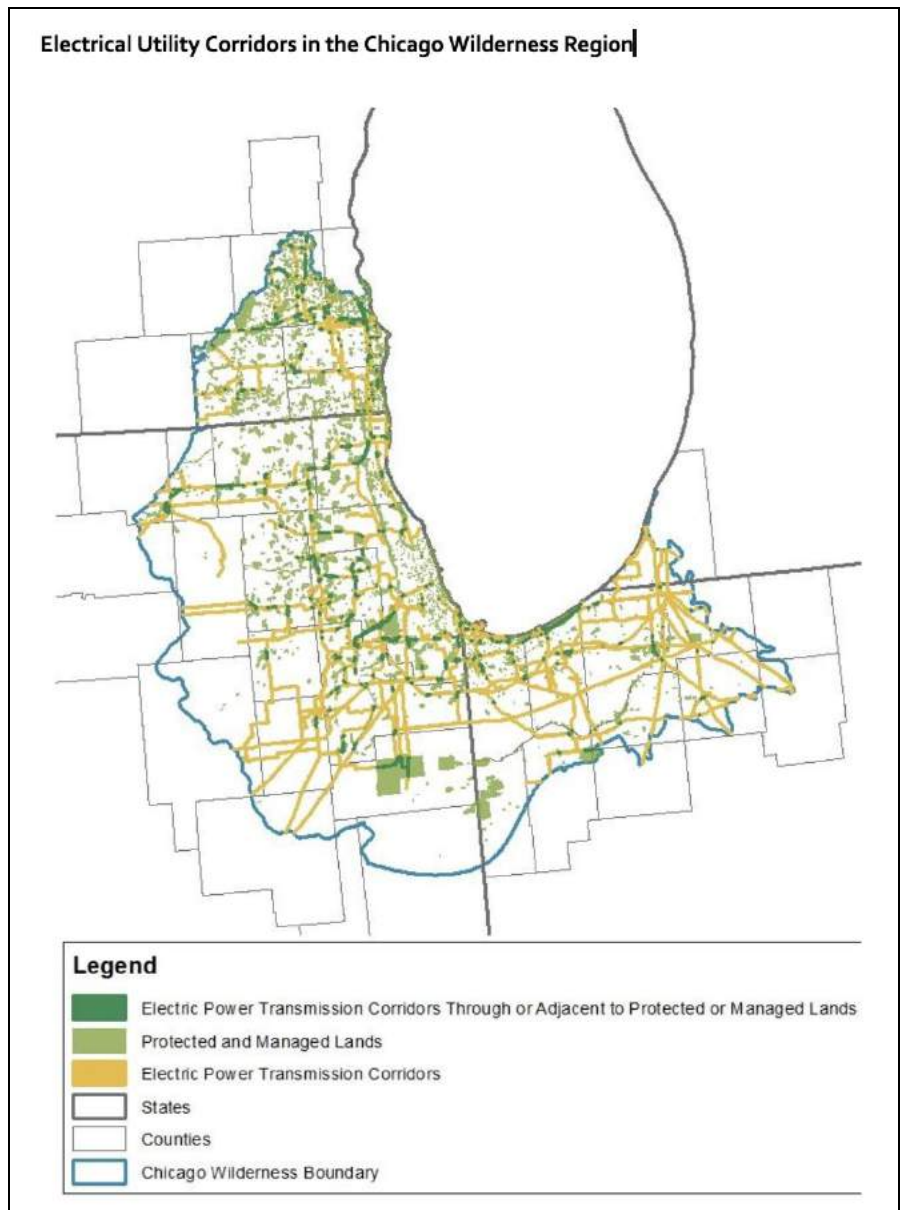 Electrical Utility Corridors in the Chicago Wilderness Region
Legend
Electric Power Transmission Corridors Through or Adjacent to Protected or Managed Lands
Protected and Managed Lands
Electric Power Transmission Corridors
States
Counties
Chicago Wilderness Boundary